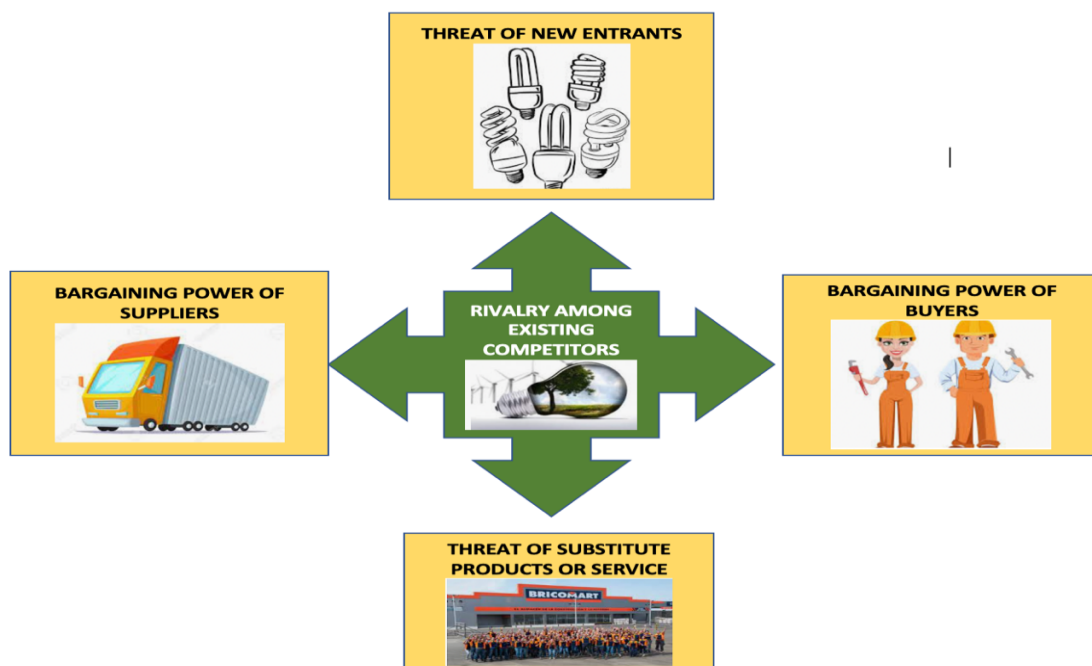 THREAT OF NEW ENTRANTS
BARGAINING POWER OF
SUPPLIERS
RIVALRY AMONG
EXISTING
COMPETITORS
BARGAINING POWER OF
BUYERS
THREAT OF SUBSTITUTE
PRODUCTS OR SERVICE
BRICOMART